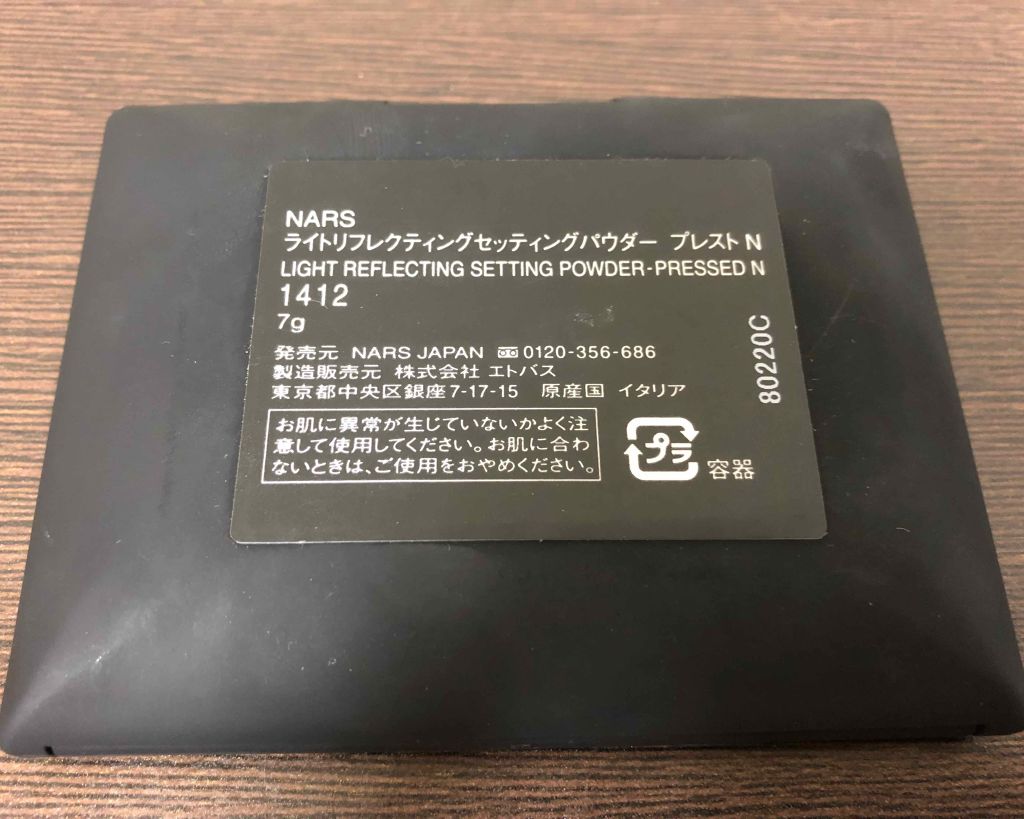 NARS
ライトリフレクティングセッティングパウダー プレスト N
LIGHT REFLECTING SETTING POWDER-PRESSED N
1412
7g
発売元 NARS JAPAN 0120-356-686
製造販売元 株式会社 エトバス
東京都中央区銀座7-17-15 原産国 イタリア
お肌に異常が生じていないかよく注
意して使用してください。お肌に合わ
ないときは、ご使用をおやめください。
プラ
容器
80220C